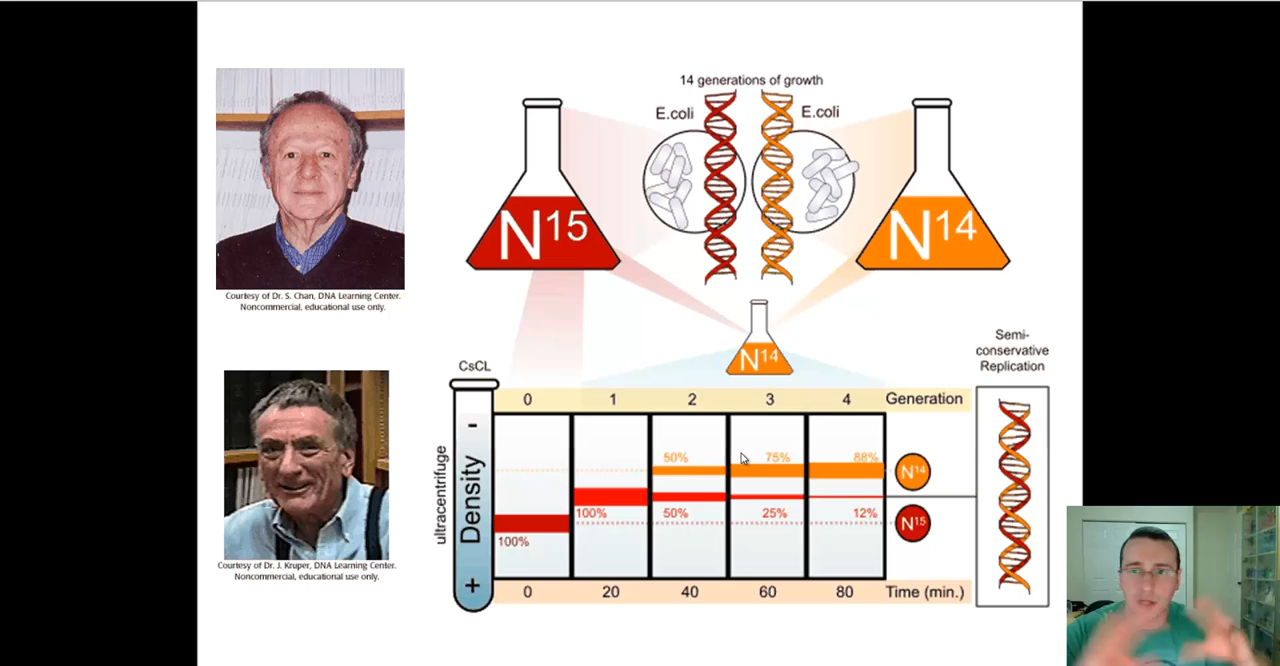 14 generations of growth
E.coli
E.coli
N15
N14
Courtesy of Dr. S. Chan, DNA Learning Center.
Noncommercial, educational use only.
N14
Semi-
conservative
Replication
CsCL
0 1 2 3 4 Generation
ultracentrifuge
-
Density
+
50% 75% 88%
N14
100% 50% 25% 12%
N15
100%
Courtesy of Dr. J. Kruper, DNA Learning Center.
Noncommercial, educational use only.
0 20 40 60 80 Time (min.)